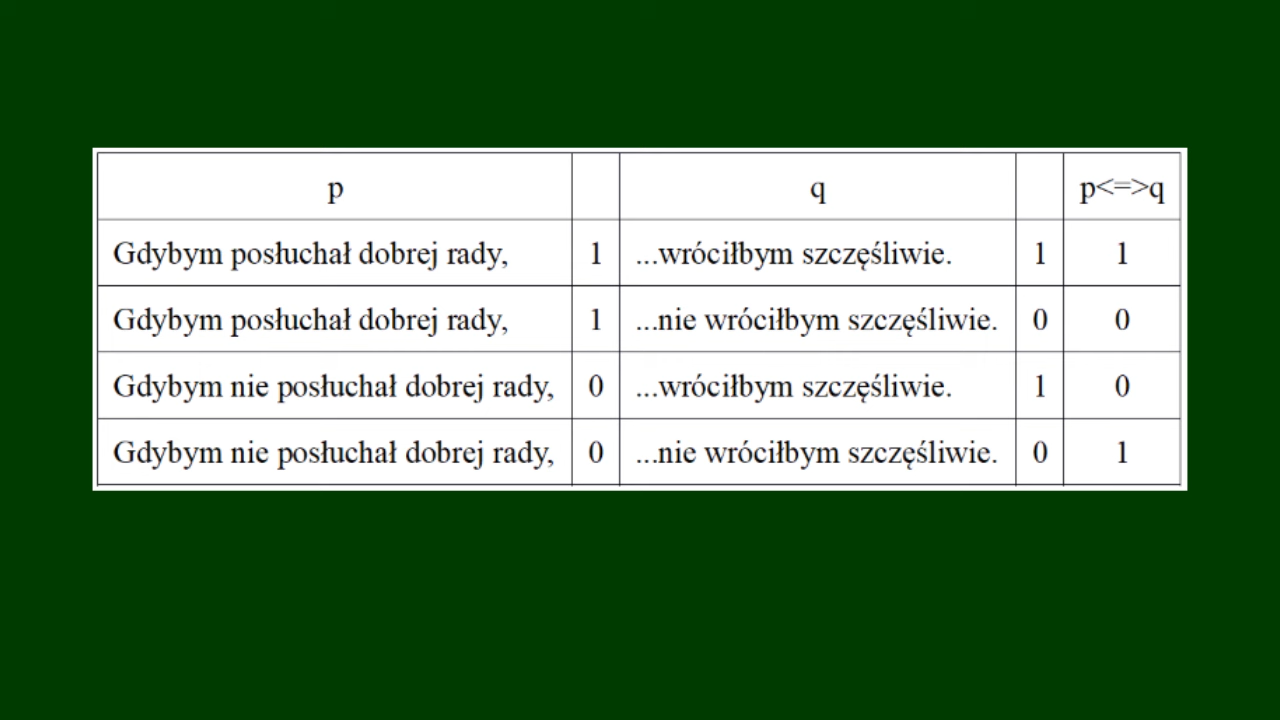 p q p<=>q
Gdybym posłuchał dobrej rady, 1 ...wróciłbym szczęśliwie. 1 1
Gdybym posłuchał dobrej rady, 1 ...nie wróciłbym szczęśliwie. 0 0
Gdybym nie posłuchał dobrej rady, 0 ...wróciłbym szczęśliwie. 1 0
Gdybym nie posłuchał dobrej rady, 0 ...nie wróciłbym szczęśliwie. 0 1